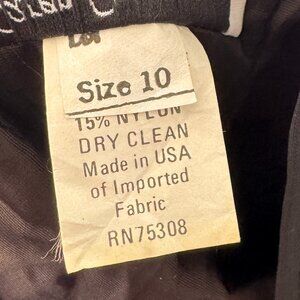 Size 10
15% NYLON
DRY CLEAN
Made in USA
of Imported
Fabric
RN75308